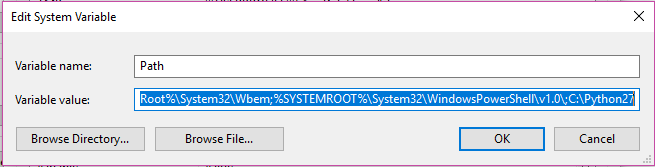 Edit System Variable
Variable name:
Path
Variable value:
Root%\System32\Wbem;%SYSTEMROOT%\System32\WindowsPowerShell\v1.0\;C:\Python27
Browse Directory...
Browse File...
OK
Cancel